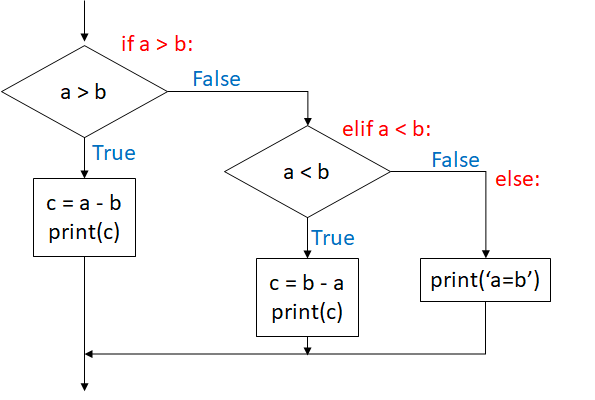 if a > b:
a > b
False
True
c = a - b
print(c)
elif a < b:
a < b
False
else:
True
c = b - a
print(c)
print(‘a=b’)